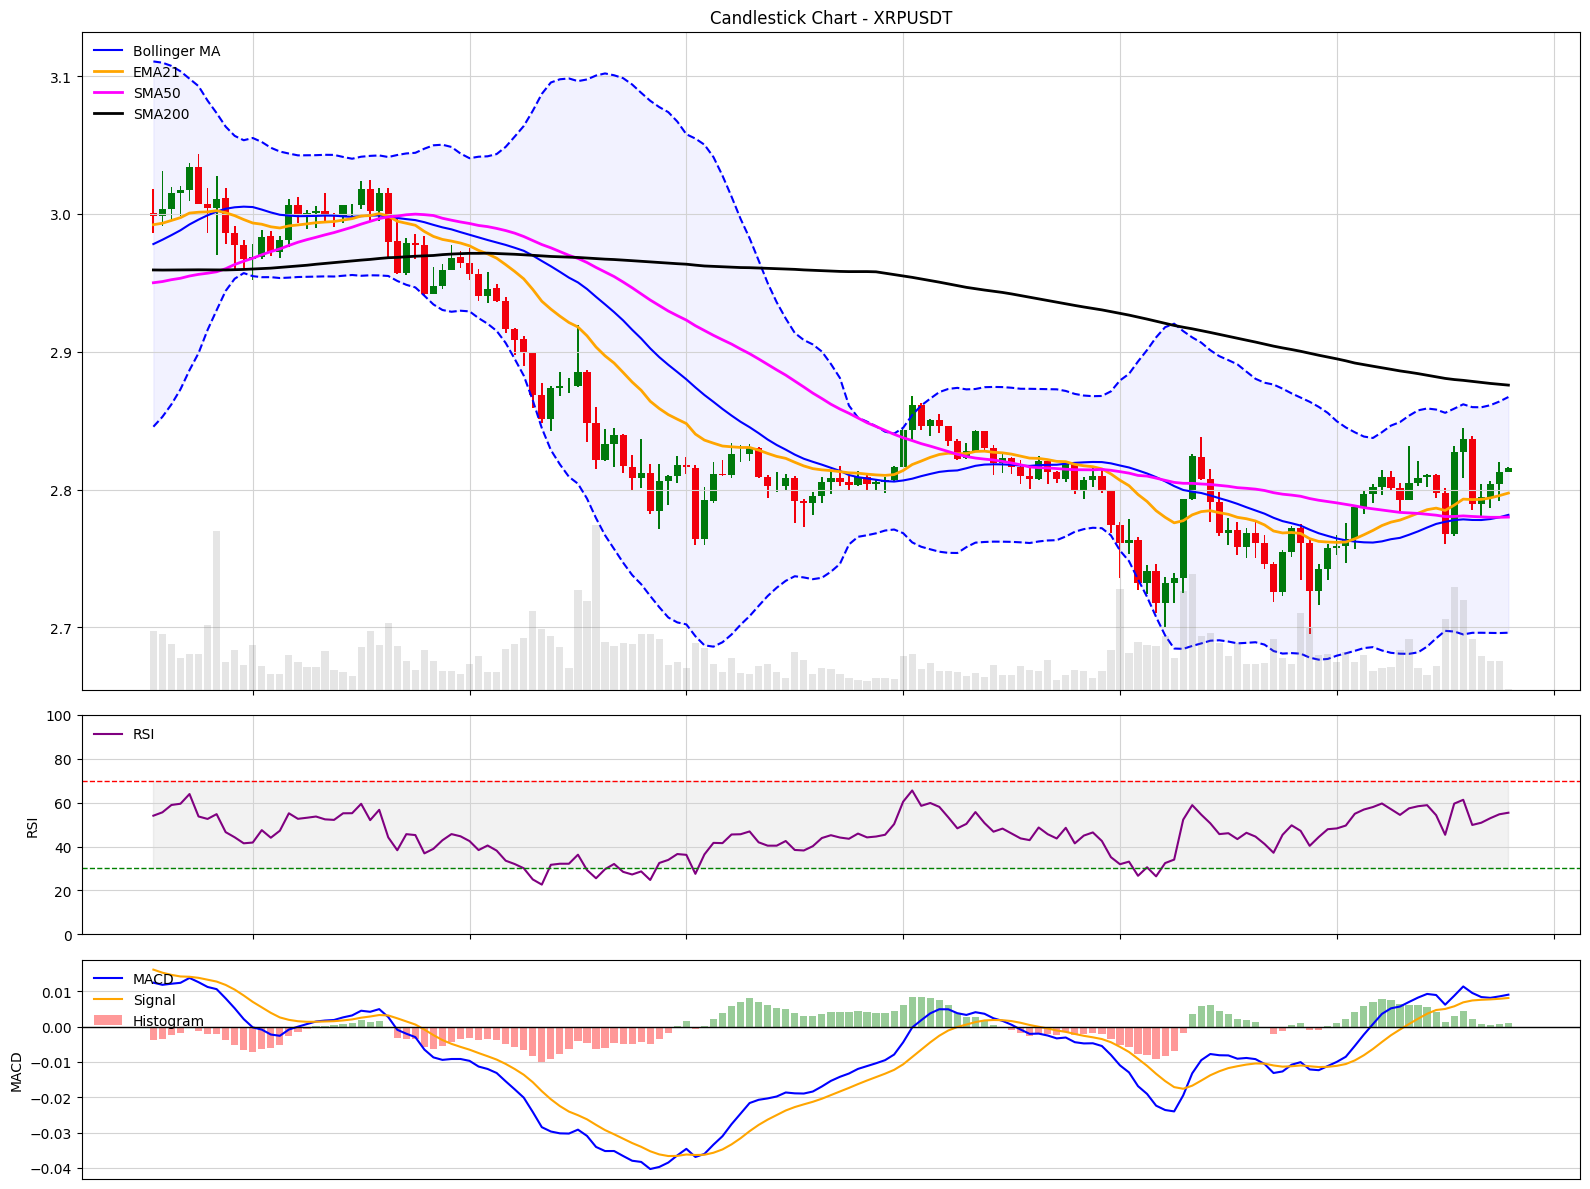 Candlestick Chart - XRPUSDT
Bollinger MA
EMA21
SMA50
SMA200
3.1
3.0
2.9
2.8
2.7
RSI
100
80
60
40
20
0
RSI
MACD
Signal
Histogram
0.01
0.00
−0.01
−0.02
−0.03
−0.04
MACD